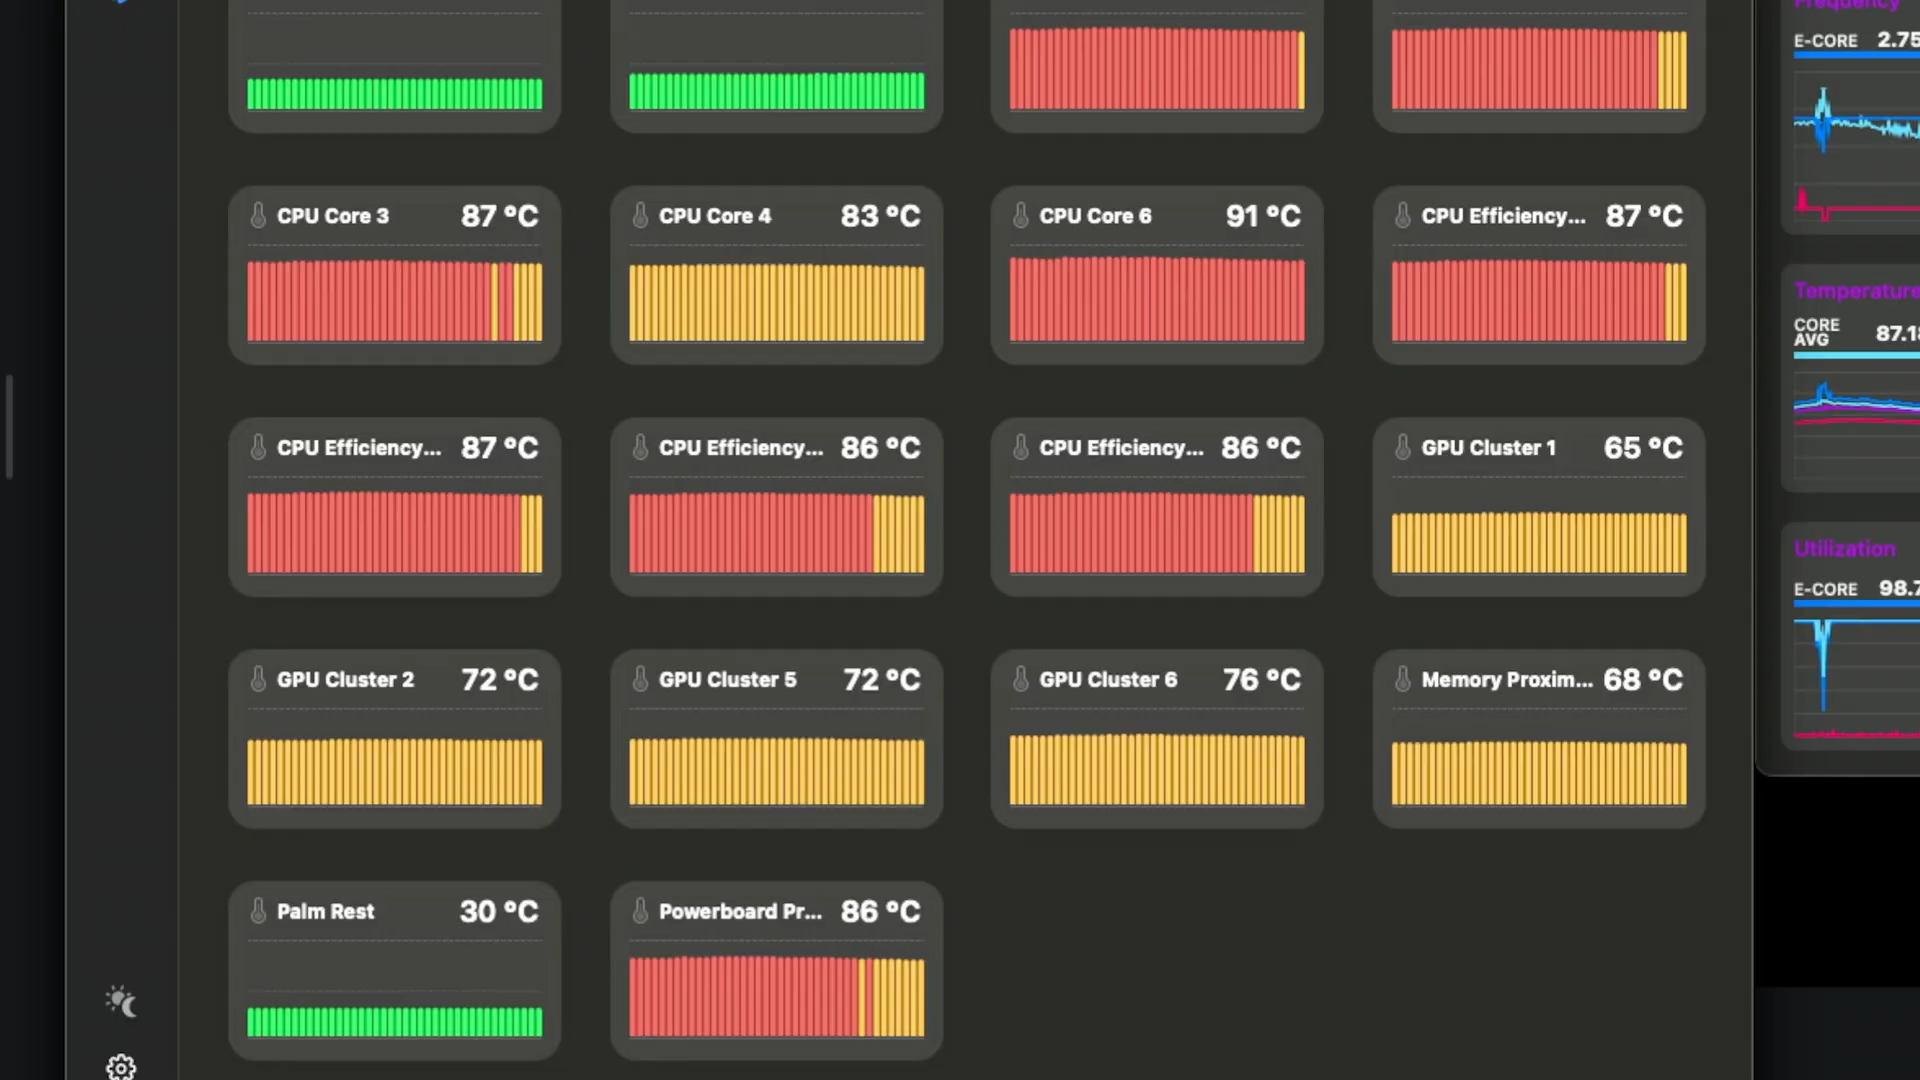 Frequency
E-CORE 2.75
CPU Core 3 87 °C
CPU Core 4 83 °C
CPU Core 6 91 °C
CPU Efficiency... 87 °C
Temperature
CORE AVG 87.18
CPU Efficiency... 87 °C
CPU Efficiency... 86 °C
CPU Efficiency... 86 °C
GPU Cluster 1 65 °C
Utilization
E-CORE 98.7
GPU Cluster 2 72 °C
GPU Cluster 5 72 °C
GPU Cluster 6 76 °C
Memory Proxim... 68 °C
Palm Rest 30 °C
Powerboard Pr... 86 °C